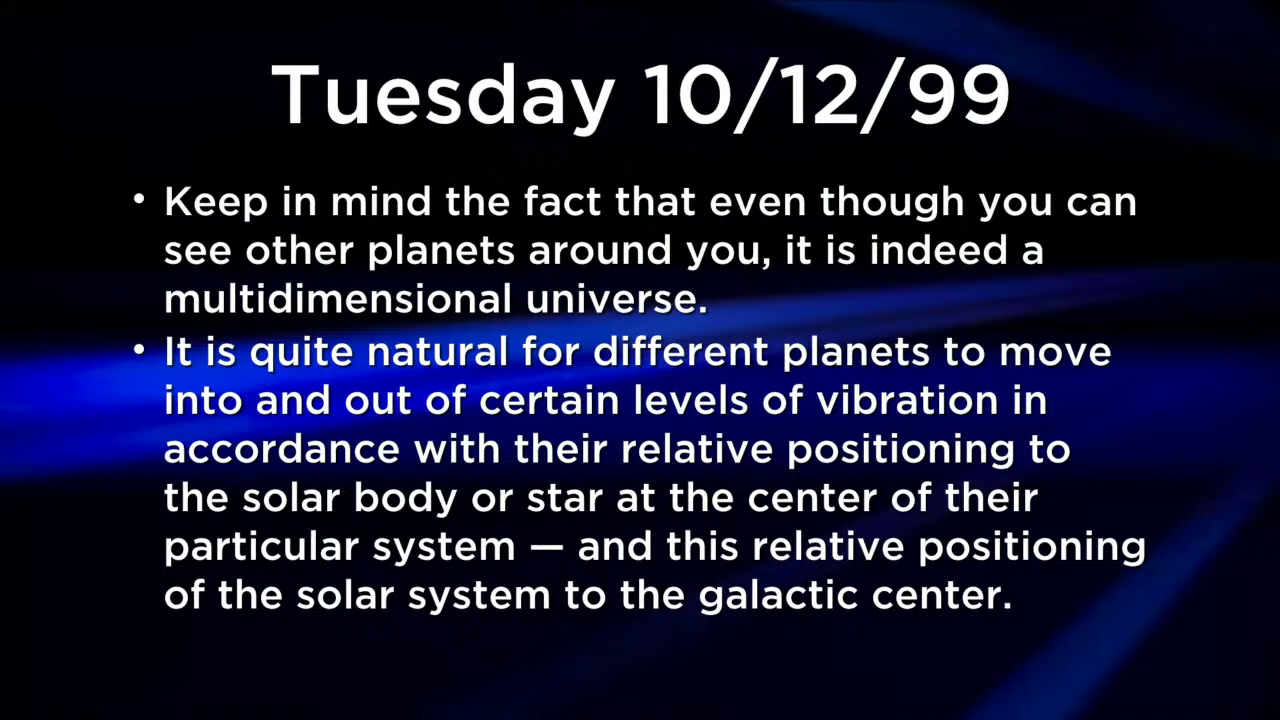 Tuesday 10/12/99
• Keep in mind the fact that even though you can
see other planets around you, it is indeed a
multidimensional universe.
• It is quite natural for different planets to move
into and out of certain levels of vibration in
accordance with their relative positioning to
the solar body or star at the center of their
particular system — and this relative positioning
of the solar system to the galactic center.